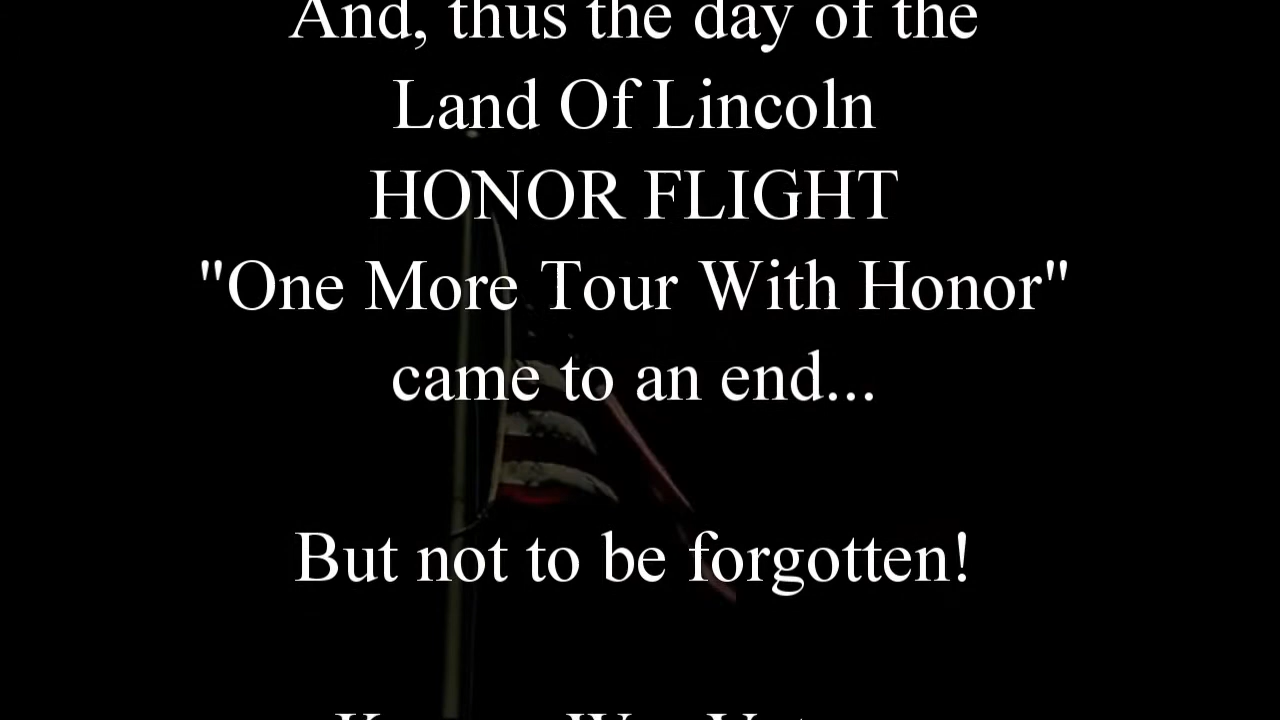 And, thus the day of the
Land Of Lincoln
HONOR FLIGHT
"One More Tour With Honor"
came to an end...
But not to be forgotten!